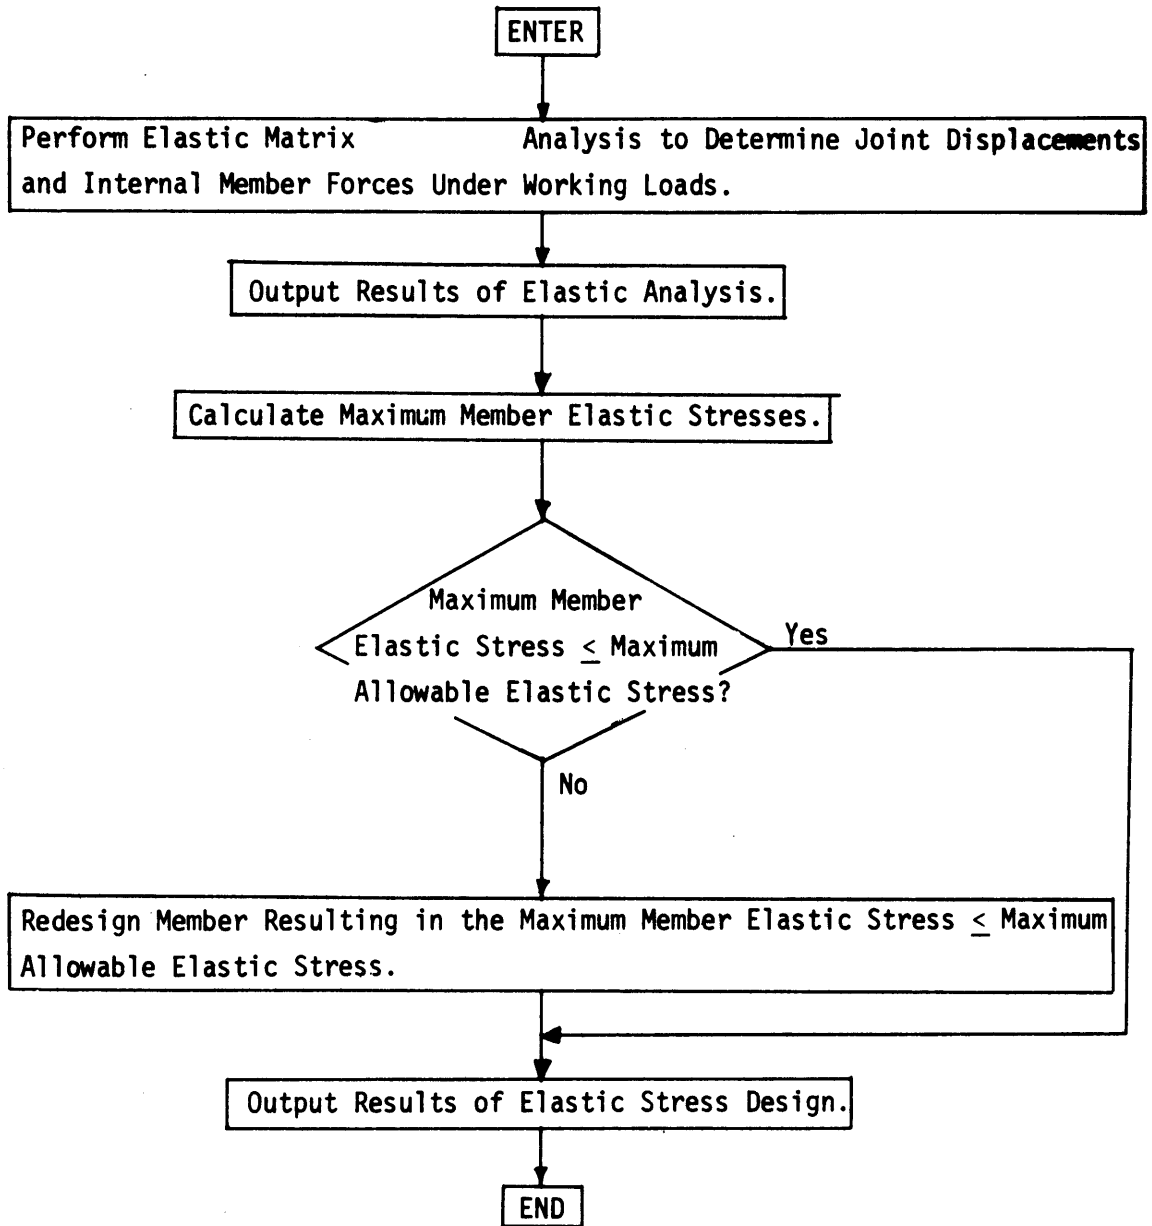 ENTER
Perform Elastic Matrix Analysis to Determine Joint Displacements
and Internal Member Forces Under Working Loads.
Output Results of Elastic Analysis.
Calculate Maximum Member Elastic Stresses.
Maximum Member
Elastic Stress ≤ Maximum
Allowable Elastic Stress?
Yes
No
Redesign Member Resulting in the Maximum Member Elastic Stress ≤ Maximum
Allowable Elastic Stress.
Output Results of Elastic Stress Design.
END